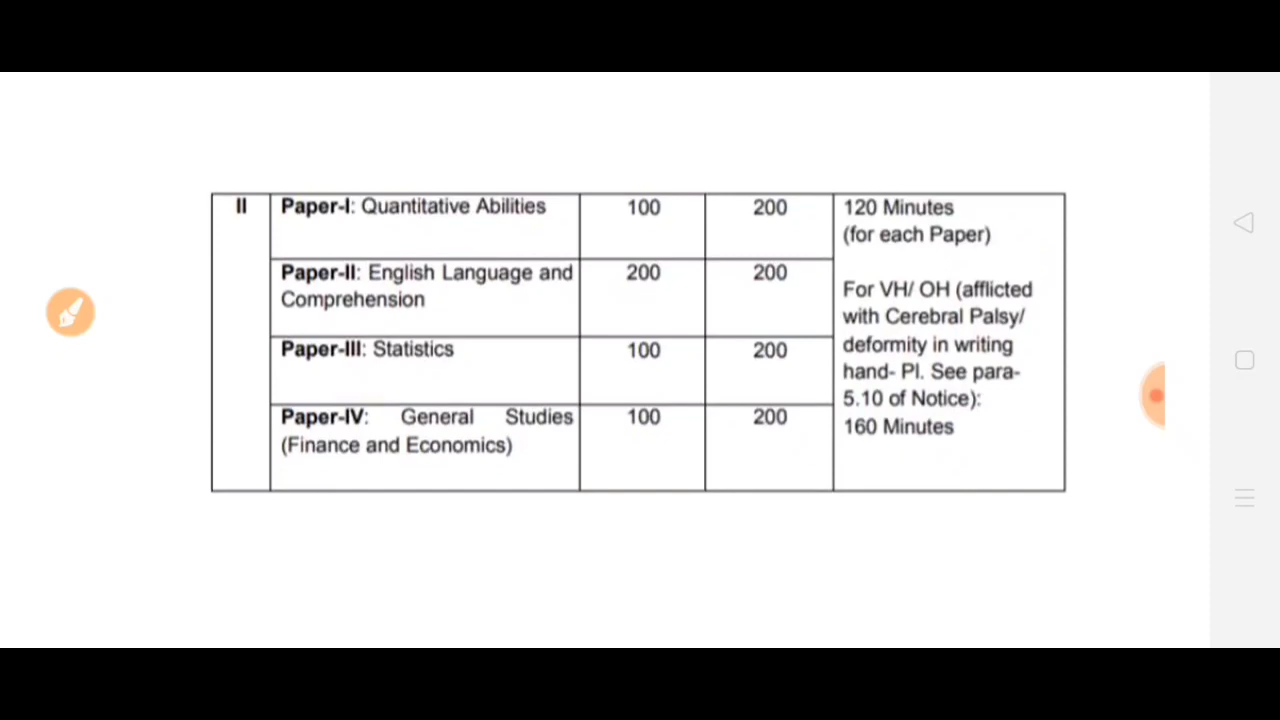 II
Paper-I: Quantitative Abilities
100
200
120 Minutes
(for each Paper)
Paper-II: English Language and
Comprehension
200
200
For VH/ OH (afflicted
with Cerebral Palsy/
deformity in writing
hand- Pl. See para-
5.10 of Notice):
160 Minutes
Paper-III: Statistics
100
200
Paper-IV: General Studies
(Finance and Economics)
100
200